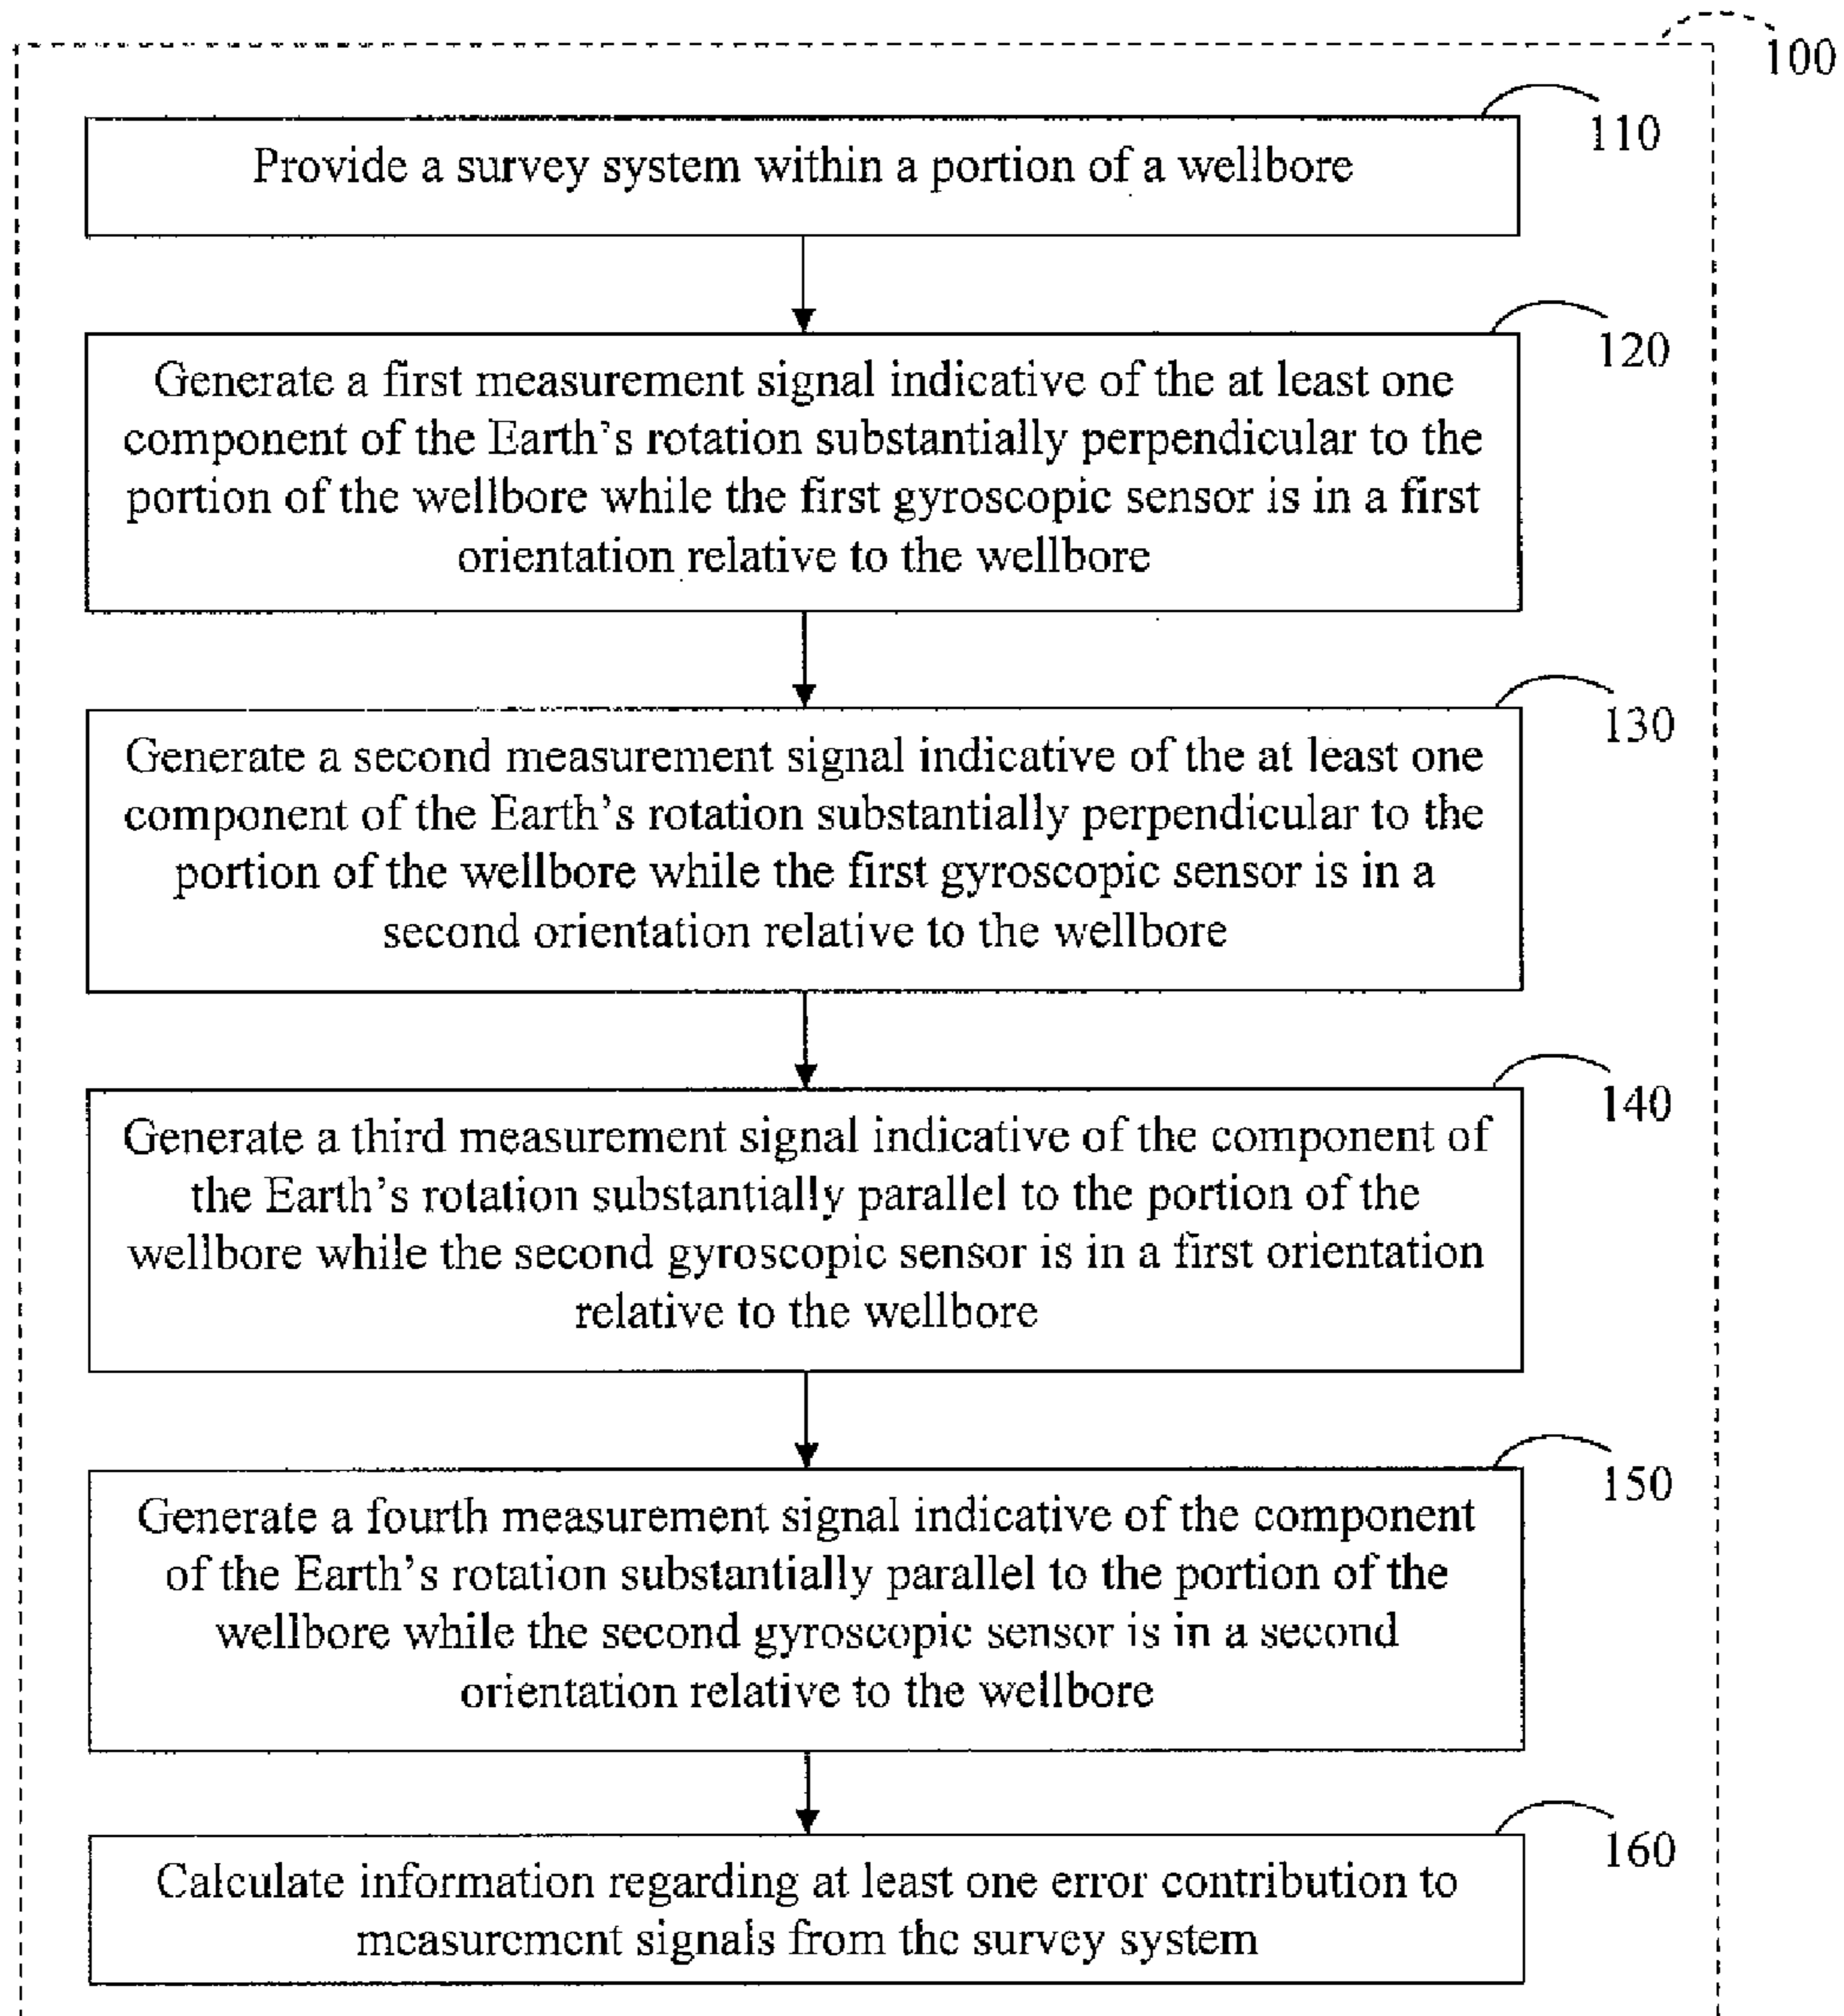 100
110
Provide a survey system within a portion of a wellbore
120
Generate a first measurement signal indicative of the at least one
component of the Earth's rotation substantially perpendicular to the
portion of the wellbore while the first gyroscopic sensor is in a first
orientation relative to the wellbore
130
Generate a second measurement signal indicative of the at least one
component of the Earth's rotation substantially perpendicular to the
portion of the wellbore while the first gyroscopic sensor is in a
second orientation relative to the wellbore
140
Generate a third measurement signal indicative of the component of
the Earth's rotation substantially parallel to the portion of the
wellbore while the second gyroscopic sensor is in a first orientation
relative to the wellbore
150
Generate a fourth measurement signal indicative of the component
of the Earth's rotation substantially parallel to the portion of the
wellbore while the second gyroscopic sensor is in a second
orientation relative to the wellbore
160
Calculate information regarding at least one error contribution to
measurement signals from the survey system